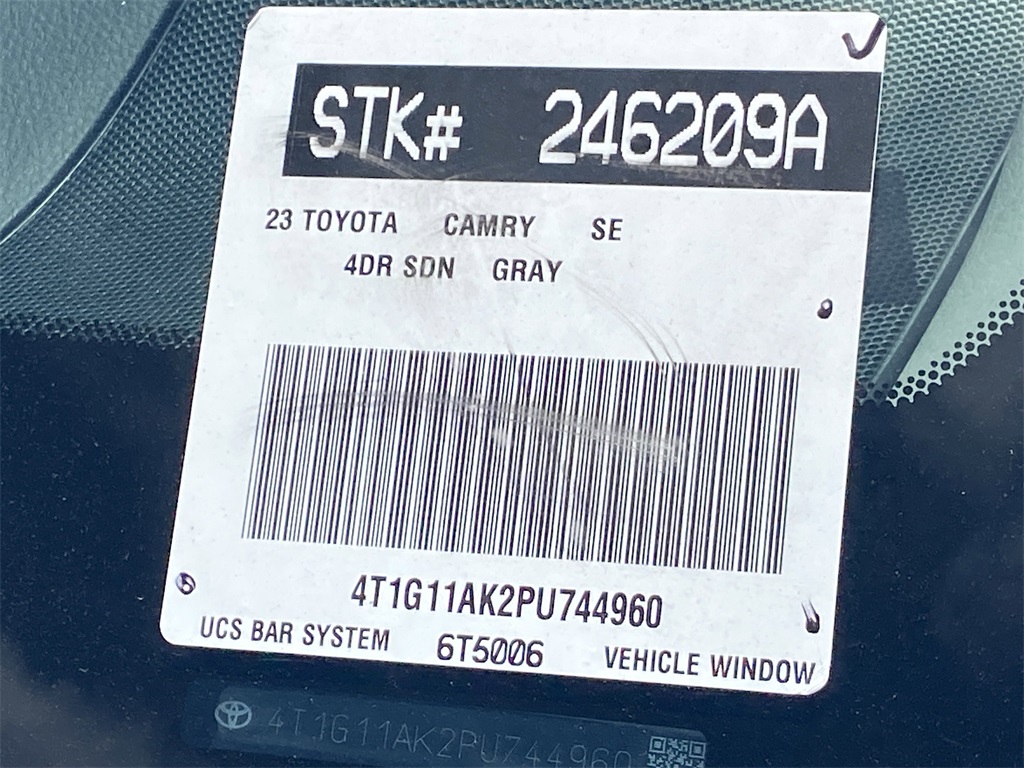 STK# 246209A
23 TOYOTA CAMRY SE
4DR SDN GRAY
4T1G11AK2PU744960
UCS BAR SYSTEM 6T5006 VEHICLE WINDOW
4T1G11AK2PU744960